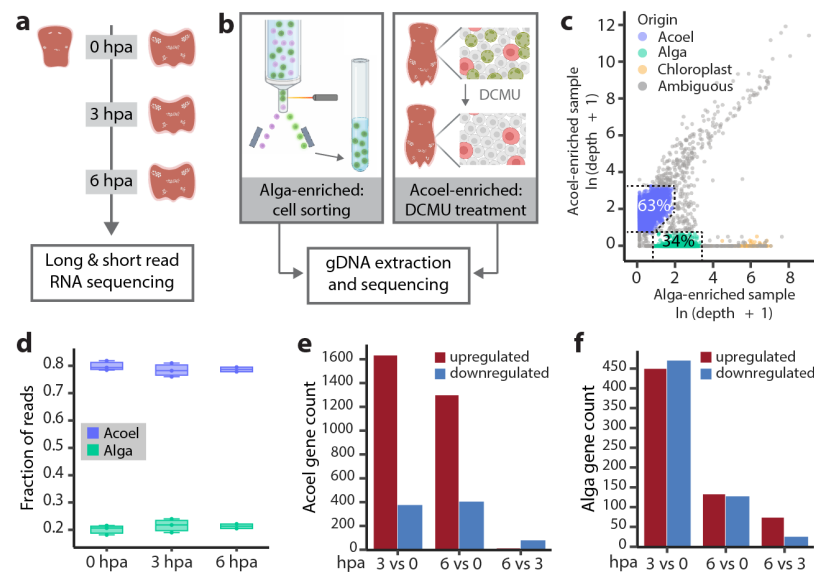 a
0 hpa
3 hpa
6 hpa
Long & short read
RNA sequencing
b
DCMU
Alga-enriched:
cell sorting
Acoel-enriched:
DCMU treatment
gDNA extraction
and sequencing
c
Origin
Acoel
Alga
Chloroplast
Ambiguous
Acoel-enriched sample
ln (depth + 1)
12
10
8
6
4
2
0
63%
34%
0 2 4 6 8
Alga-enriched sample
ln (depth + 1)
d
Fraction of reads
0.8
0.6
0.5
0.4
0.3
0.2
Acoel
Alga
0 hpa 3 hpa 6 hpa
e
Acoel gene count
1600
1400
1200
1000
800
600
400
200
0
upregulated
downregulated
hpa 3 vs 0 6 vs 0 6 vs 3
f
Alga gene count
450
400
350
300
250
200
150
100
50
0
upregulated
downregulated
hpa 3 vs 0 6 vs 0 6 vs 3